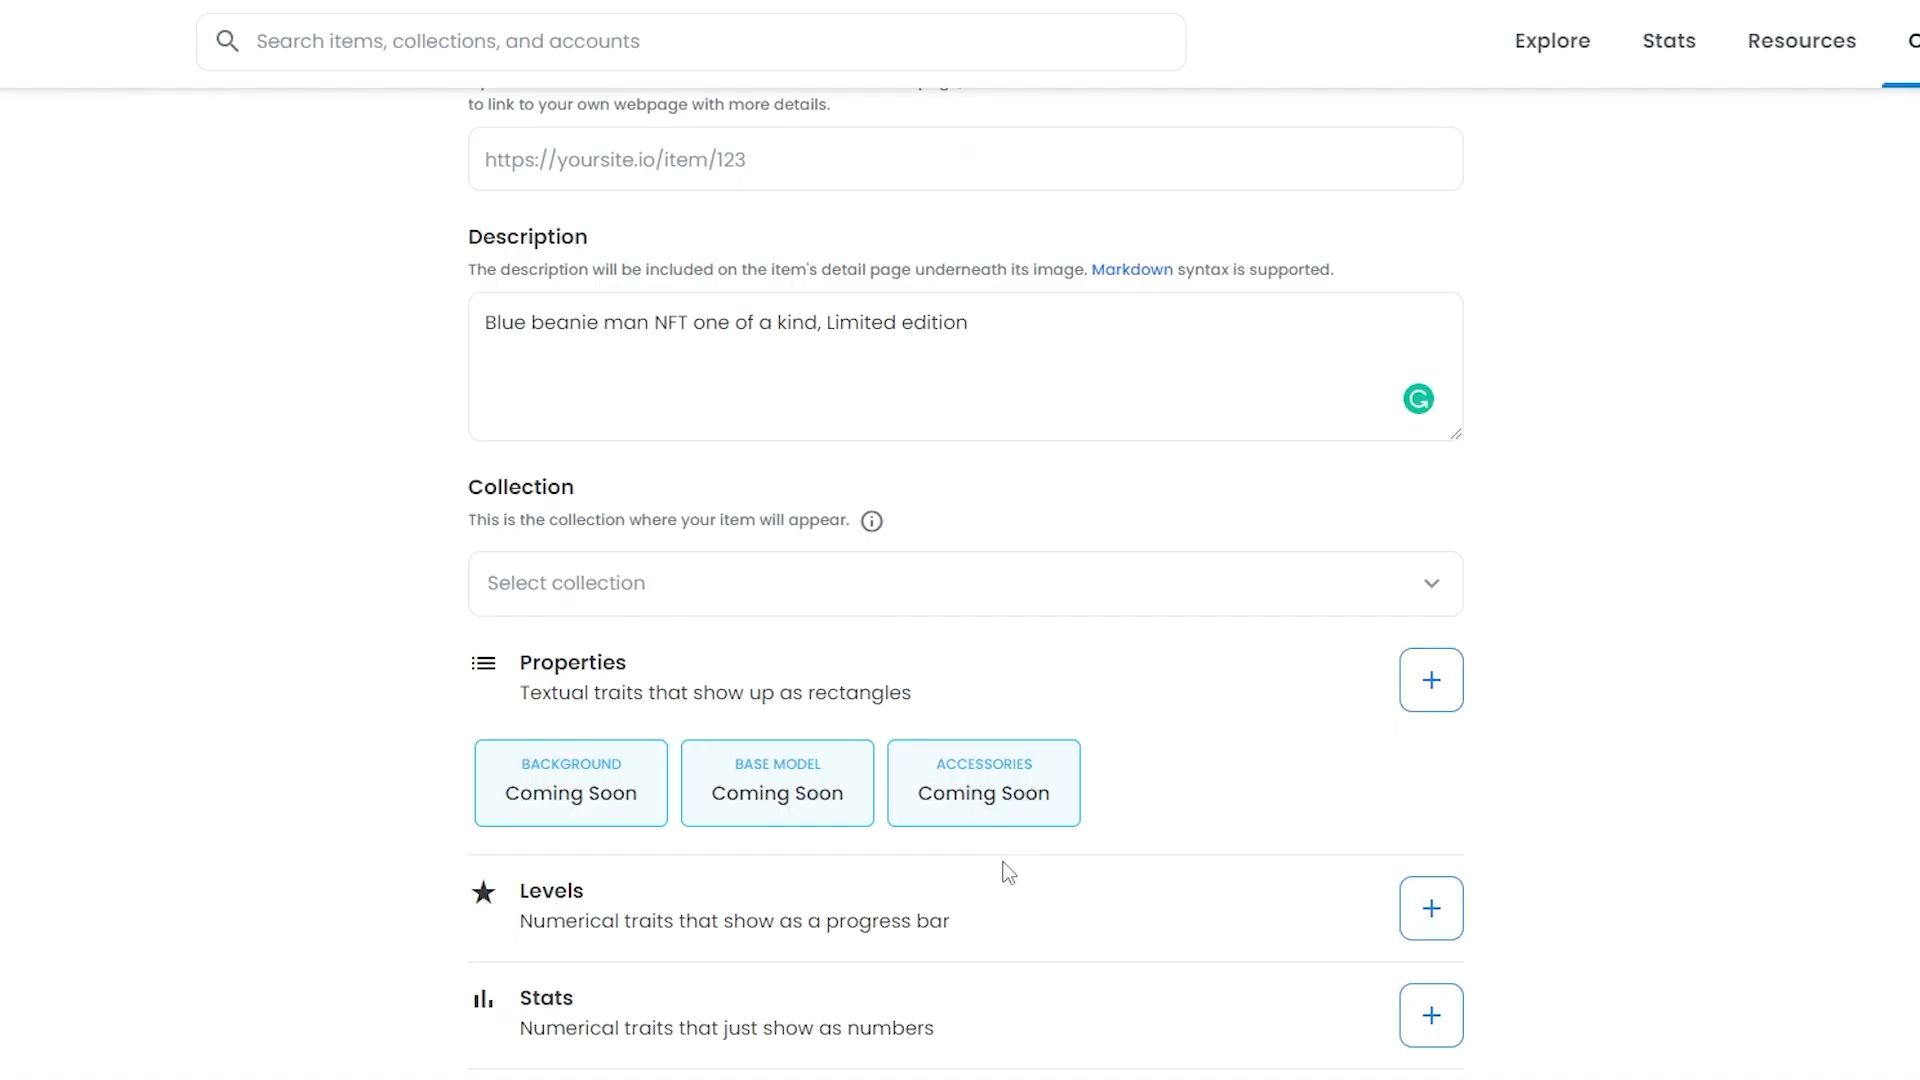 Search items, collections, and accounts
Explore
Stats
Resources
to link to your own webpage with more details.
https://yoursite.io/item/123
Description
The description will be included on the item's detail page underneath its image. Markdown syntax is supported.
Blue beanie man NFT one of a kind, Limited edition
Collection
This is the collection where your item will appear.
Select collection
Properties
Textual traits that show up as rectangles
BACKGROUND
Coming Soon
BASE MODEL
Coming Soon
ACCESSORIES
Coming Soon
Levels
Numerical traits that show as a progress bar
Stats
Numerical traits that just show as numbers